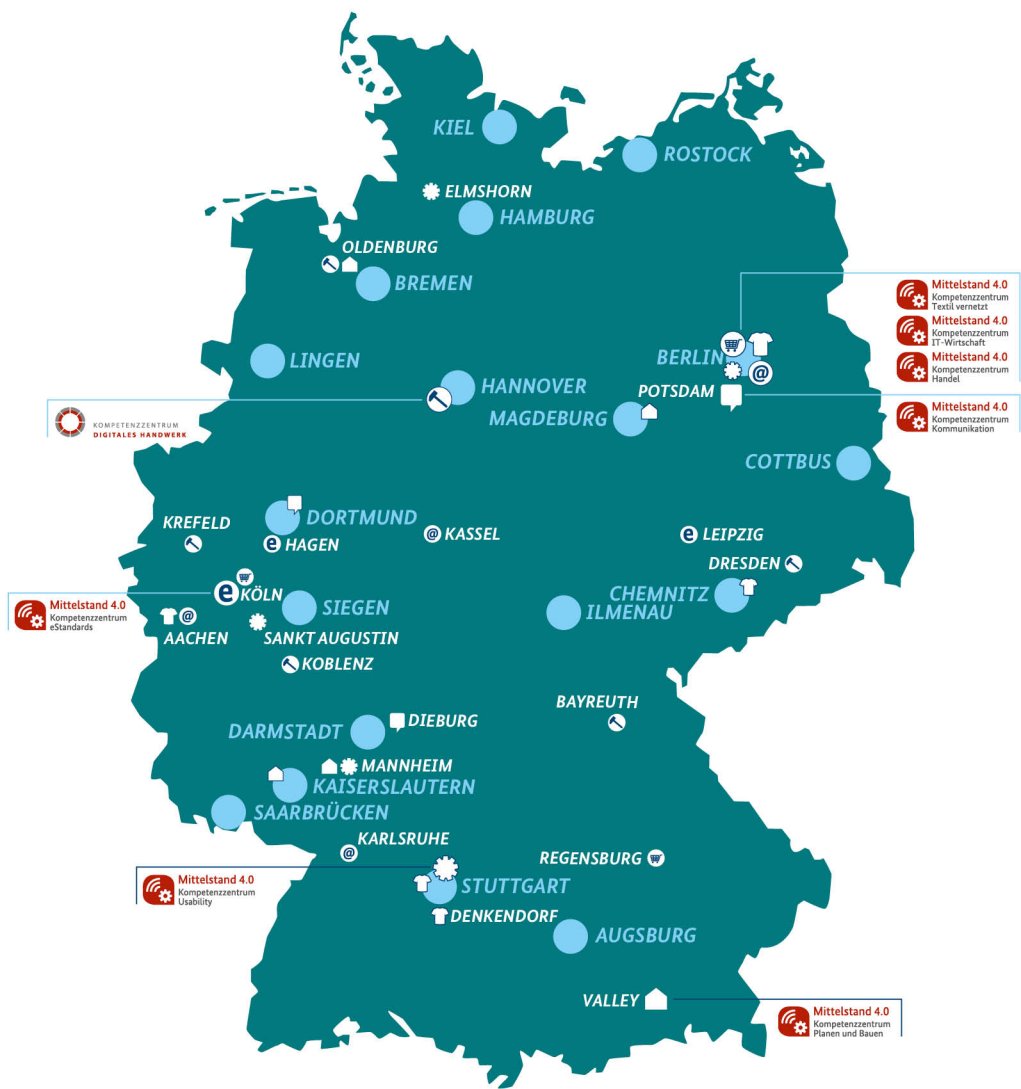 KIEL
ROSTOCK
ELMSHORN
HAMBURG
OLDENBURG
BREMEN
Mittelstand 4.0
Kompetenzzentrum
Textil vernetzt
Mittelstand 4.0
Kompetenzzentrum
IT-Wirtschaft
Mittelstand 4.0
Kompetenzzentrum
Handel
BERLIN
@
LINGEN
HANNOVER
POTSDAM
MAGDEBURG
Mittelstand 4.0
Kompetenzzentrum
Kommunikation
KOMPETENZZENTRUM
DIGITALES HANDWERK
COTTBUS
DORTMUND
KREFELD
e HAGEN
@ KASSEL
e LEIPZIG
DRESDEN
e KÖLN
CHEMNITZ
SIEGEN
ILMENAU
Mittelstand 4.0
Kompetenzzentrum
eStandards
@
AACHEN
SANKT AUGUSTIN
KOBLENZ
BAYREUTH
DIEBURG
DARMSTADT
MANNHEIM
KAISERSLAUTERN
SAARBRÜCKEN
KARLSRUHE
@
REGENSBURG
Mittelstand 4.0
Kompetenzzentrum
Usability
STUTTGART
DENKENDORF
AUGSBURG
VALLEY
Mittelstand 4.0
Kompetenzzentrum
Planen und Bauen